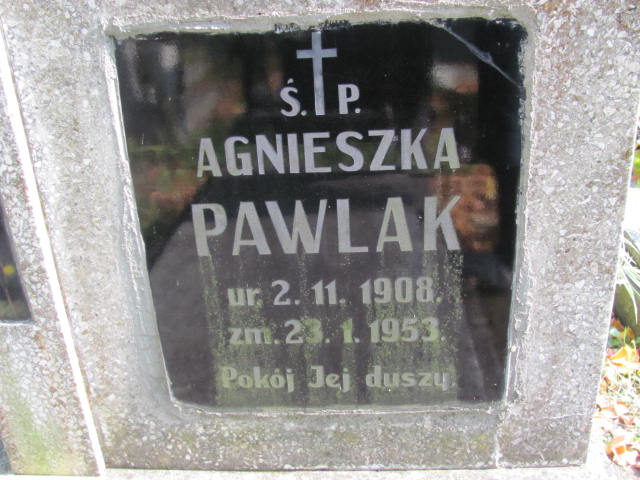 Ś. P.
AGNIESZKA
PAWLAK
ur. 2. 11. 1908.
zm. 23. 1. 1953.
Pokój Jej duszy.